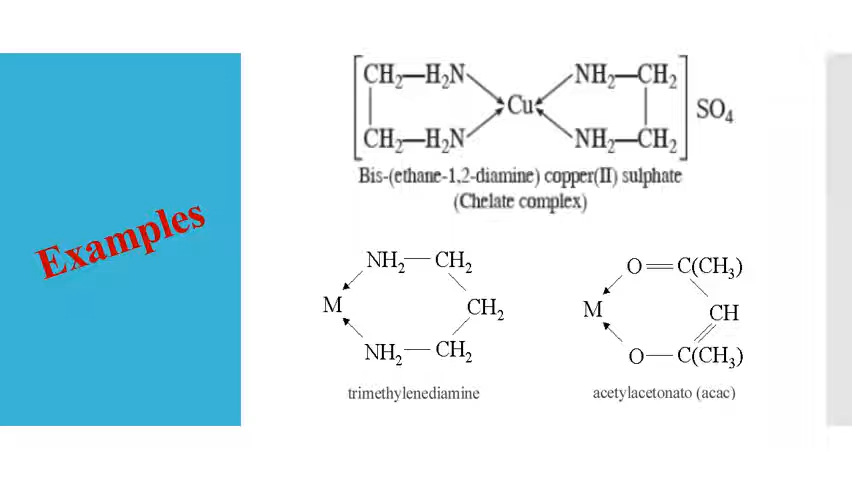 Examples
CH₂—H₂N NH₂—CH₂
Cu SO₄
CH₂—H₂N NH₂—CH₂
Bis-(ethane-1,2-diamine) copper(II) sulphate
(Chelate complex)
NH₂—CH₂
M CH₂
NH₂—CH₂
trimethylenediamine
O=C(CH₃)
M CH
O—C(CH₃)
acetylacetonato (acac)